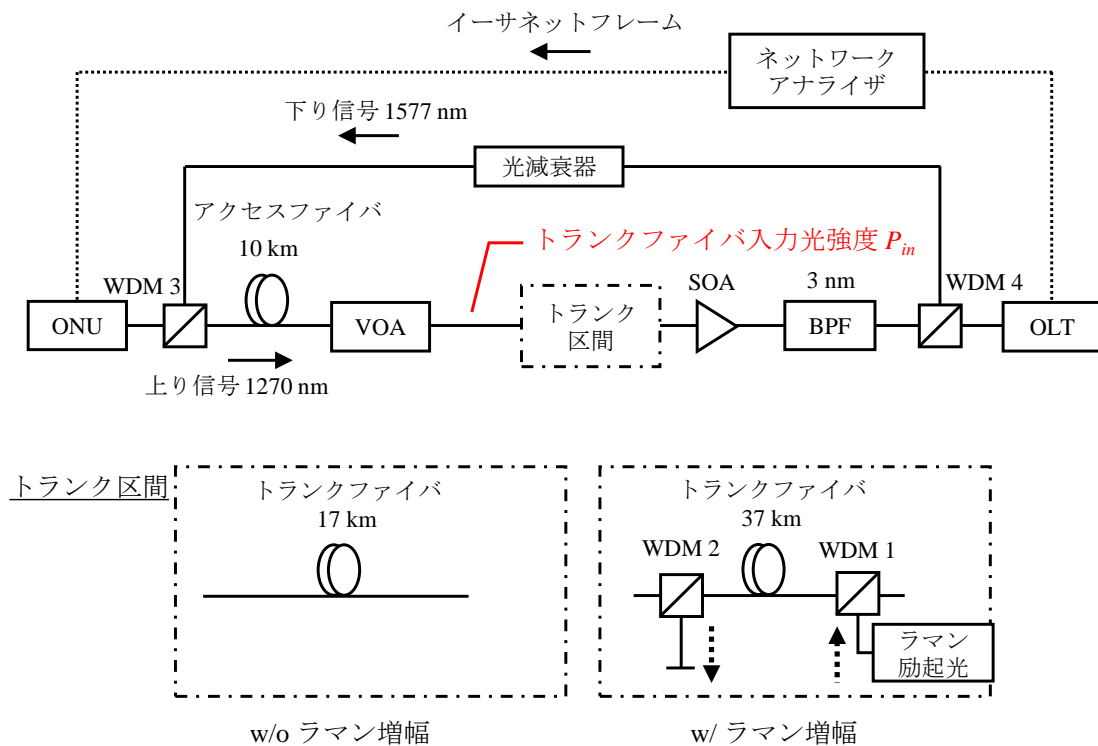 イーサネットフレーム
ネットワーク
アナライザ
下り信号 1577 nm
光減衰器
アクセスファイバ
10 km
トランクファイバ入力光強度 Pin
WDM 3
SOA
3 nm
WDM 4
ONU
VOA
トランク
区間
BPF
OLT
上り信号 1270 nm
トランク区間
トランクファイバ
17 km
トランクファイバ
37 km
WDM 2
WDM 1
ラマン
励起光
w/o ラマン増幅
w/ ラマン増幅